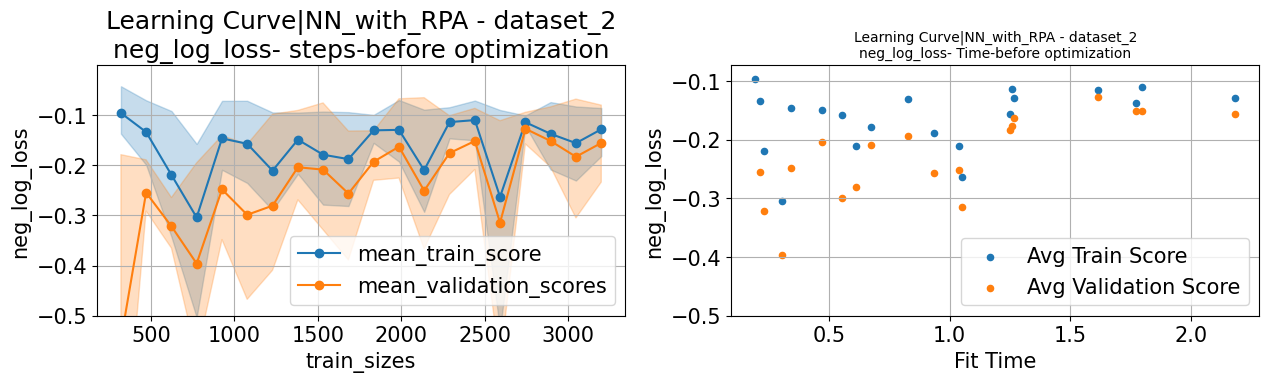 Learning Curve|NN_with_RPA - dataset_2
neg_log_loss- steps-before optimization
neg_log_loss
−0.1
−0.2
−0.3
−0.4
−0.5
mean_train_score
mean_validation_scores
500 1000 1500 2000 2500 3000
train_sizes
Learning Curve|NN_with_RPA - dataset_2
neg_log_loss- Time-before optimization
neg_log_loss
−0.1
−0.2
−0.3
−0.4
−0.5
Avg Train Score
Avg Validation Score
0.5 1.0 1.5 2.0
Fit Time